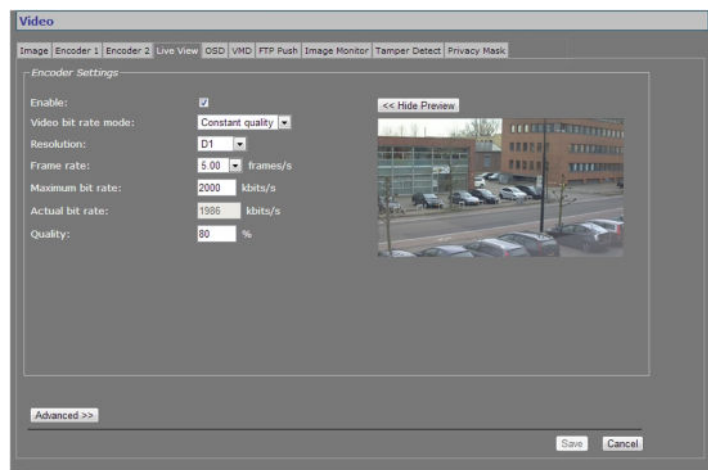 Video
Image Encoder 1 Encoder 2 Live View OSD VMD FTP Push Image Monitor Tamper Detect Privacy Mask
Encoder Settings
Enable:
<< Hide Preview
Video bit rate mode: Constant quality
Resolution: D1
Frame rate: 5.00 frames/s
Maximum bit rate: 2000 kbits/s
Actual bit rate: 1986 kbits/s
Quality: 80 %
Advanced >>
Save Cancel